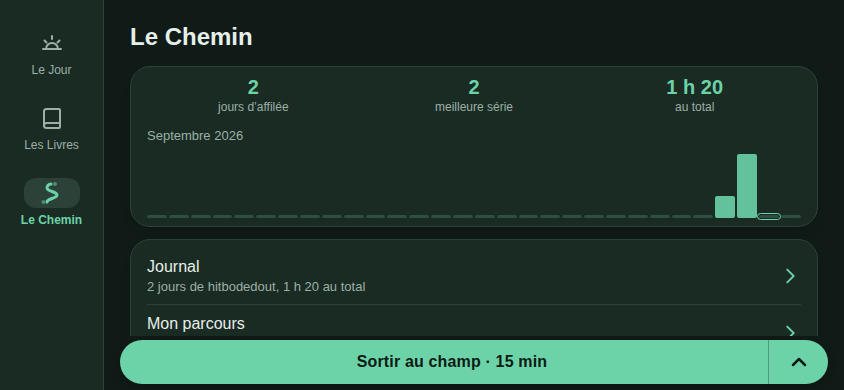 Le Jour
Les Livres
Le Chemin
Le Chemin
2
jours d'affilée
2
meilleure série
1 h 20
au total
Septembre 2026
Journal
2 jours de hitbodedout, 1 h 20 au total
Mon parcours
Sortir au champ · 15 min